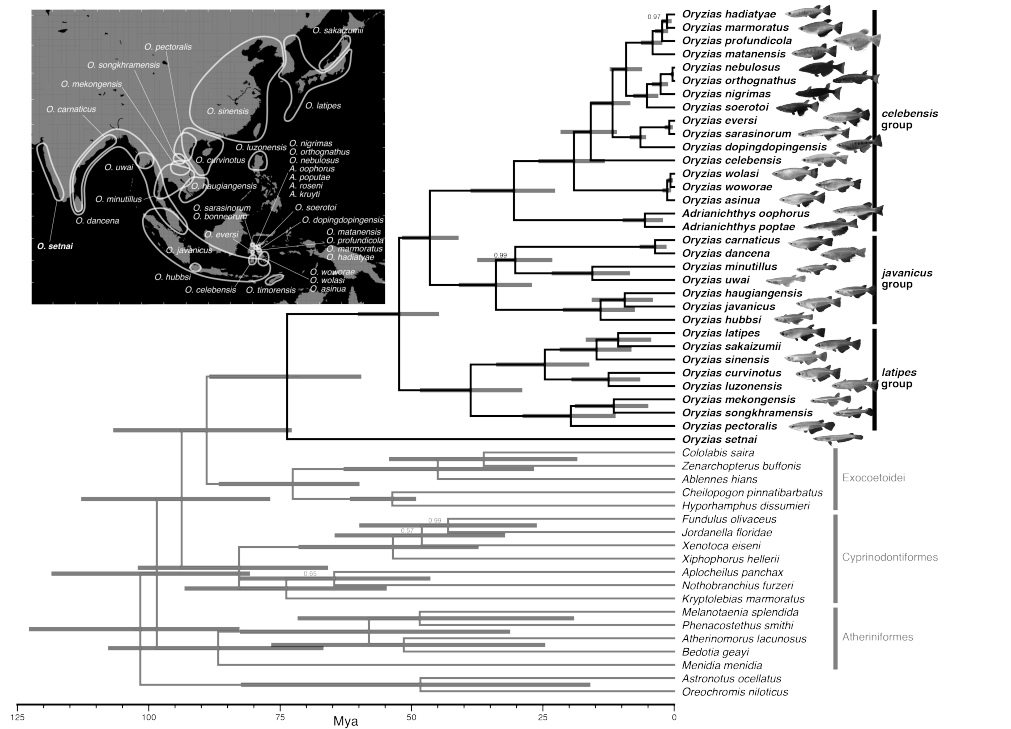 O. sakaizumii
O. pectoralis
O. songkhramensis
O. mekongensis
O. carnaticus
O. sinensis
O. latipes
O. luzonensis
O. nigrimas
O. orthognathus
O. nebulosus
A. oophorus
A. poputae
A. roseni
A. kruyti
O. curvinotus
O. uwai
O. haugiangensis
O. minutillus
O. sarasinorum
O. bonneorum
O. soerotoi
O. dopingdopingensis
O. dancena
O. eversi
O. matanensis
O. profundicola
O. marmoratus
O. hadiatyae
O. setnai
O. javanicus
O. hubbsi
O. woworae
O. wolasi
O. asinua
O. celebensis
O. timorensis
0.97
Oryzias hadiatyae
Oryzias marmoratus
Oryzias profundicola
Oryzias matanensis
Oryzias nebulosus
Oryzias orthognathus
Oryzias nigrimas
Oryzias soerotoi
Oryzias eversi
Oryzias sarasinorum
Oryzias dopingdopingensis
Oryzias celebensis
Oryzias wolasi
Oryzias woworae
Oryzias asinua
Adrianichthys oophorus
Adrianichthys poptae
celebensis
group
0.99
Oryzias carnaticus
Oryzias dancena
Oryzias minutillus
Oryzias uwai
Oryzias haugiangensis
Oryzias javanicus
Oryzias hubbsi
javanicus
group
Oryzias latipes
Oryzias sakaizumii
Oryzias sinensis
Oryzias curvinotus
Oryzias luzonensis
Oryzias mekongensis
Oryzias songkhramensis
Oryzias pectoralis
latipes
group
Oryzias setnai
Cololabis saira
Zenarchopterus buffonis
Ablennes hians
Cheilopogon pinnatibarbatus
Hyporhamphus dissumieri
Exocoetoidei
0.99
0.57
0.65
Fundulus olivaceus
Jordanella floridae
Xenotoca eiseni
Xiphophorus hellerii
Aplocheilus panchax
Nothobranchius furzeri
Kryptolebias marmoratus
Cyprinodontiformes
Melanotaenia splendida
Phenacostethus smithi
Atherinomorus lacunosus
Bedotia geayi
Menidia menidia
Atheriniformes
Astronotus ocellatus
Oreochromis niloticus
125 100 75 50 25 0
Mya